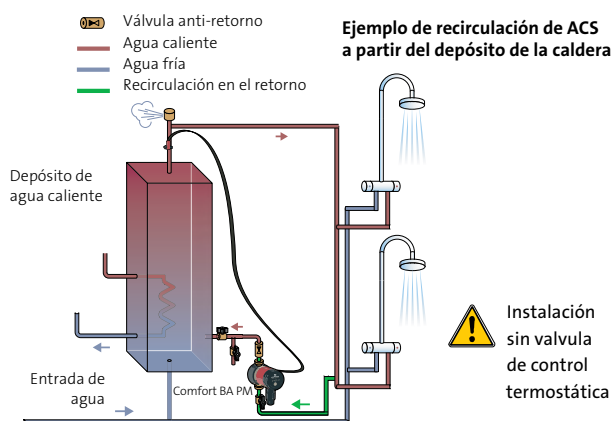 Válvula anti-retorno
Agua caliente
Agua fría
Recirculación en el retorno
Ejemplo de recirculación de ACS
a partir del depósito de la caldera
Depósito de
agua caliente
Instalación
sin valvula
de control
termostática
Entrada de
agua
Comfort BA PM